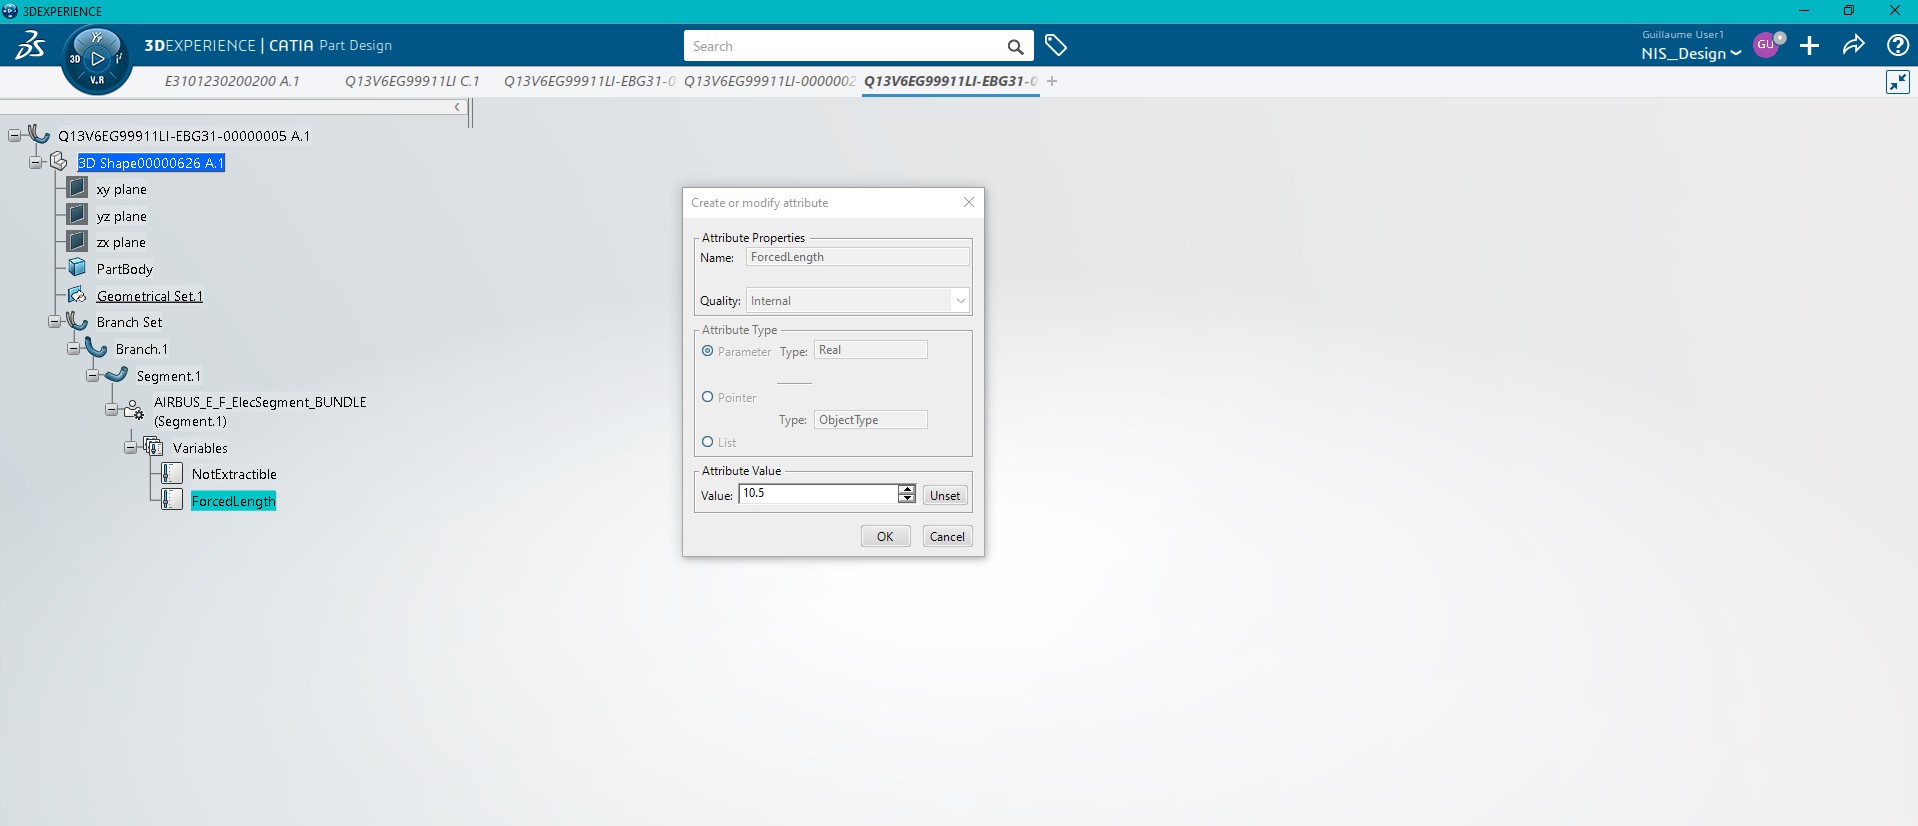 3DEXPERIENCE
3DEXPERIENCE | CATIA Part Design
Search
Guillaume User1
NIS_Design
GU
3D
V.R
E3101230200200 A.1
Q13V6EG99911LI C.1
Q13V6EG99911LI-EBG31-0
Q13V6EG99911LI-0000002
Q13V6EG99911LI-EBG31-0
Q13V6EG99911LI-EBG31-00000005 A.1
3D Shape00000626 A.1
xy plane
yz plane
zx plane
PartBody
Geometrical Set.1
Branch Set
Branch.1
Segment.1
AIRBUS_E_F_ElecSegment_BUNDLE
(Segment.1)
Variables
NotExtractible
ForcedLength
Create or modify attribute
Attribute Properties
Name: ForcedLength
Quality: Internal
Attribute Type
Parameter Type: Real
Pointer
Type: ObjectType
List
Attribute Value
Value: 10.5 Unset
OK Cancel